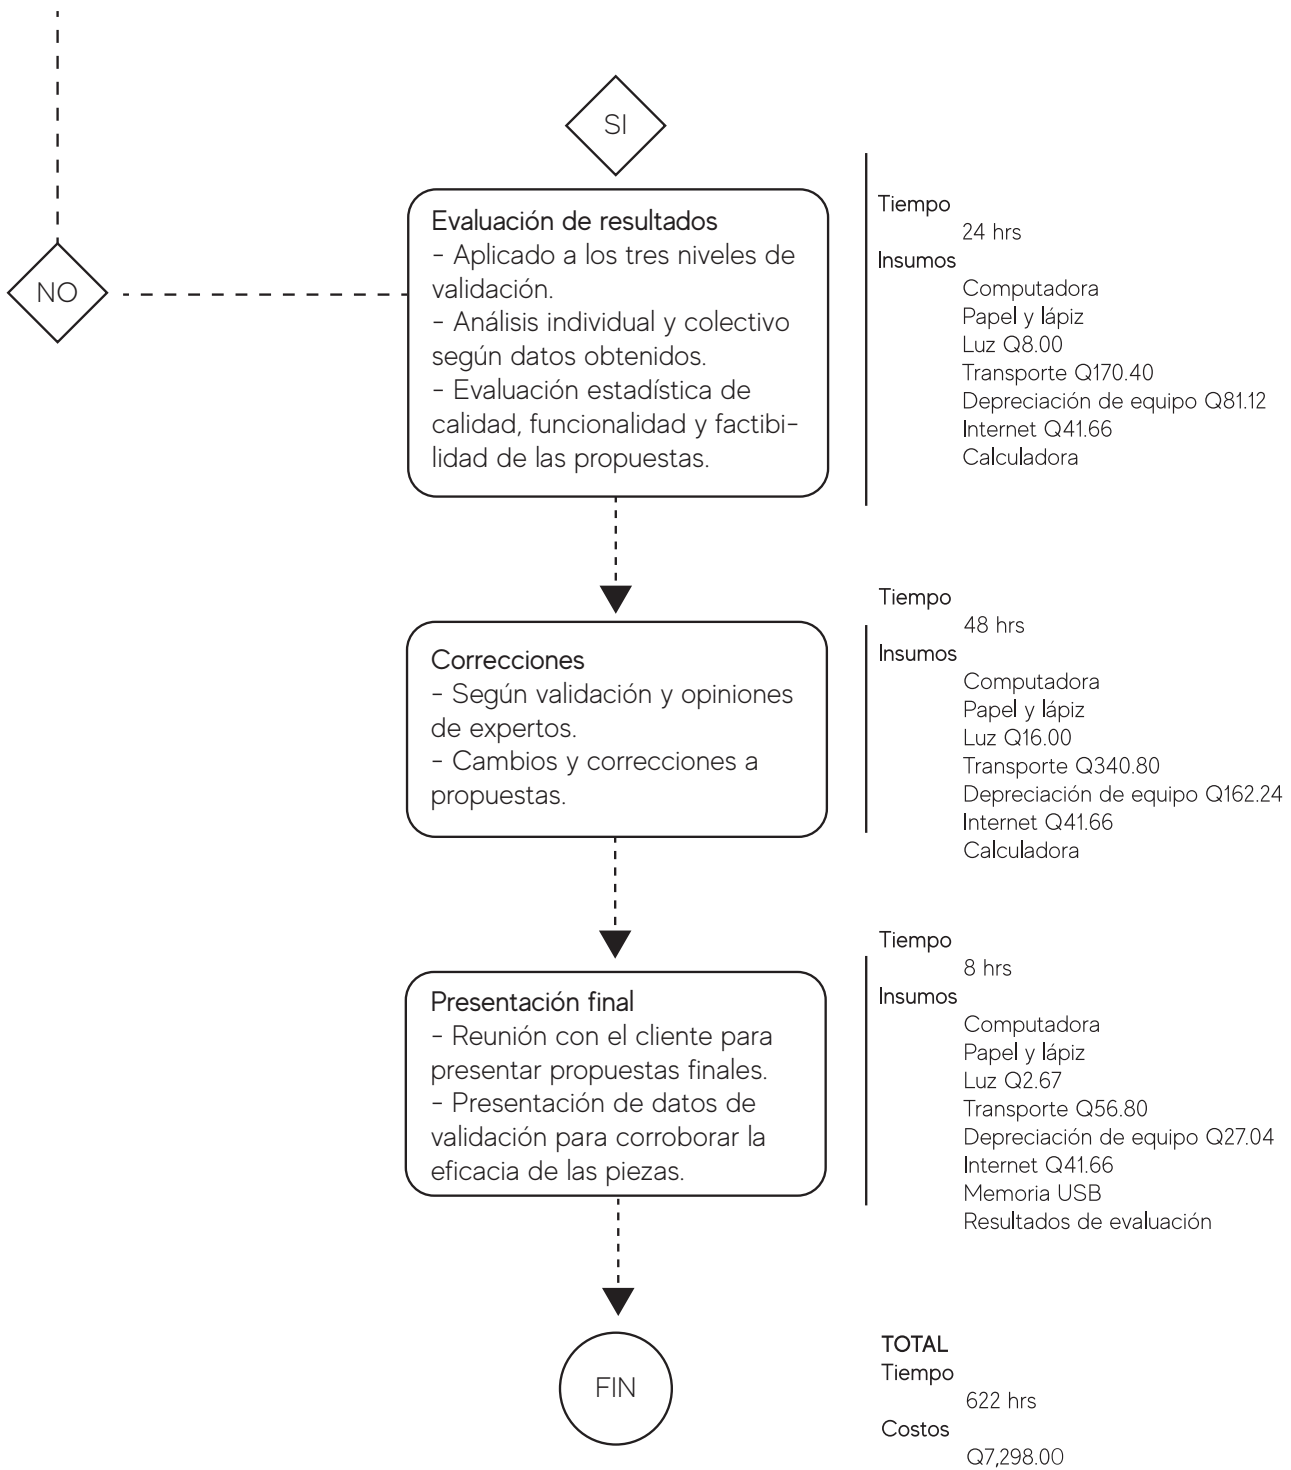 SI
NO
Evaluación de resultados
- Aplicado a los tres niveles de
validación.
- Análisis individual y colectivo
según datos obtenidos.
- Evaluación estadística de
calidad, funcionalidad y factibi-
lidad de las propuestas.
Tiempo
24 hrs
Insumos
Computadora
Papel y lápiz
Luz Q8.00
Transporte Q170.40
Depreciación de equipo Q81.12
Internet Q41.66
Calculadora
Correcciones
- Según validación y opiniones
de expertos.
- Cambios y correcciones a
propuestas.
Tiempo
48 hrs
Insumos
Computadora
Papel y lápiz
Luz Q16.00
Transporte Q340.80
Depreciación de equipo Q162.24
Internet Q41.66
Calculadora
Presentación final
- Reunión con el cliente para
presentar propuestas finales.
- Presentación de datos de
validación para corroborar la
eficacia de las piezas.
Tiempo
8 hrs
Insumos
Computadora
Papel y lápiz
Luz Q2.67
Transporte Q56.80
Depreciación de equipo Q27.04
Internet Q41.66
Memoria USB
Resultados de evaluación
FIN
TOTAL
Tiempo
622 hrs
Costos
Q7,298.00